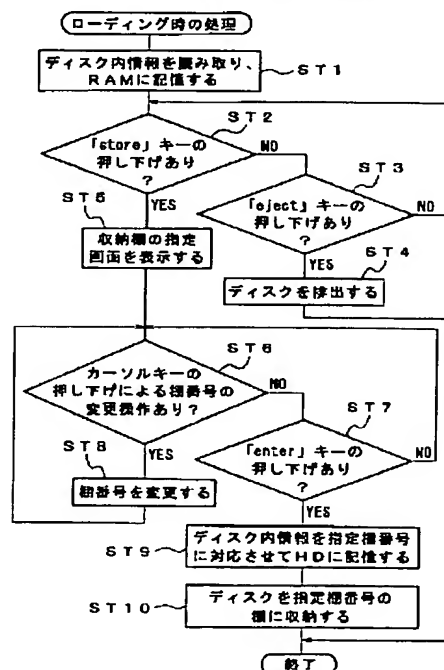 ローディング時の処理
ディスク内情報を読み取り、
RAMに記憶する
ST1
ST2
「store」キーの
押し下げあり
?
NO
YES
ST3
「eject」キーの
押し下げあり
?
NO
YES
ST5
収納棚の指定
画面を表示する
ST4
ディスクを排出する
ST6
カーソルキーの
押し下げによる棚番号の
変更操作あり?
NO
YES
ST7
「enter」キーの
押し下げあり
?
NO
YES
ST8
棚番号を変更する
ディスク内情報を指定棚番号
に対応させてHDに記憶する
ST9
ディスクを指定棚番号の
棚に収納する
ST10
終了